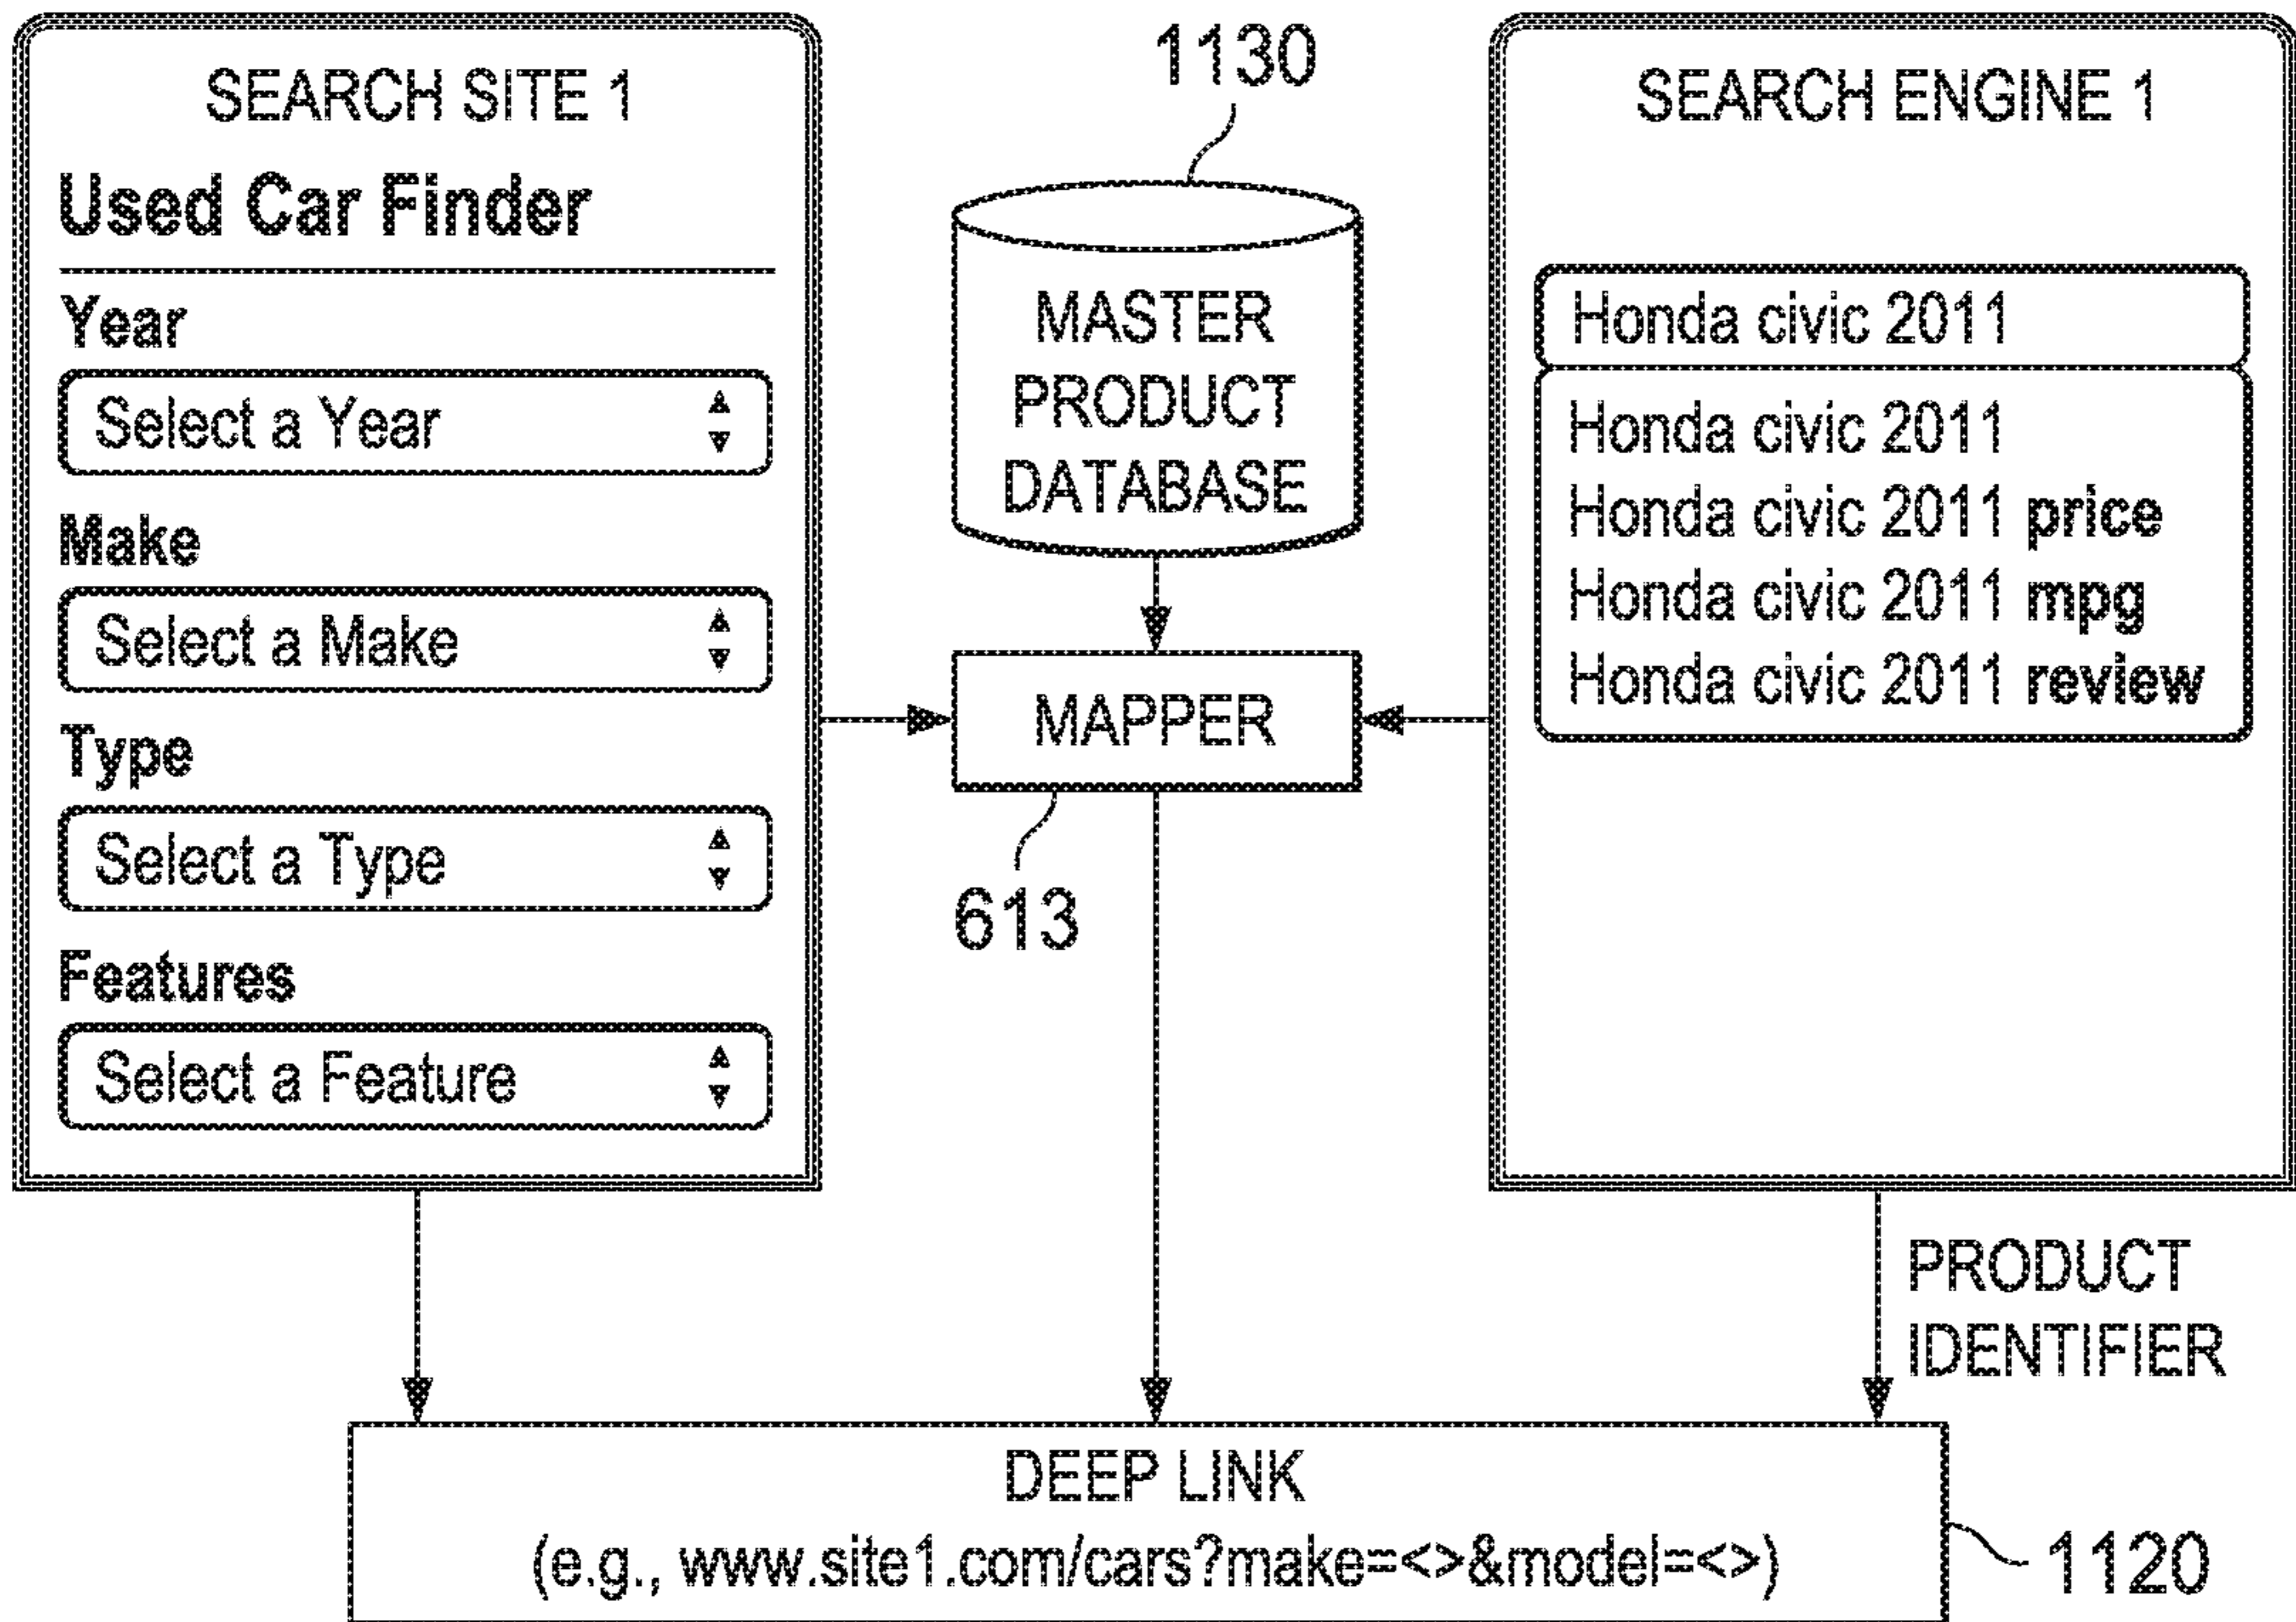 SEARCH SITE 1
Used Car Finder
Year
Select a Year
Make
Select a Make
Type
Select a Type
Features
Select a Feature
1130
MASTER
PRODUCT
DATABASE
MAPPER
613
SEARCH ENGINE 1
Honda civic 2011
Honda civic 2011
Honda civic 2011 price
Honda civic 2011 mpg
Honda civic 2011 review
PRODUCT
IDENTIFIER
DEEP LINK
(e.g., www.site1.com/cars?make=<>&model=<>)
1120